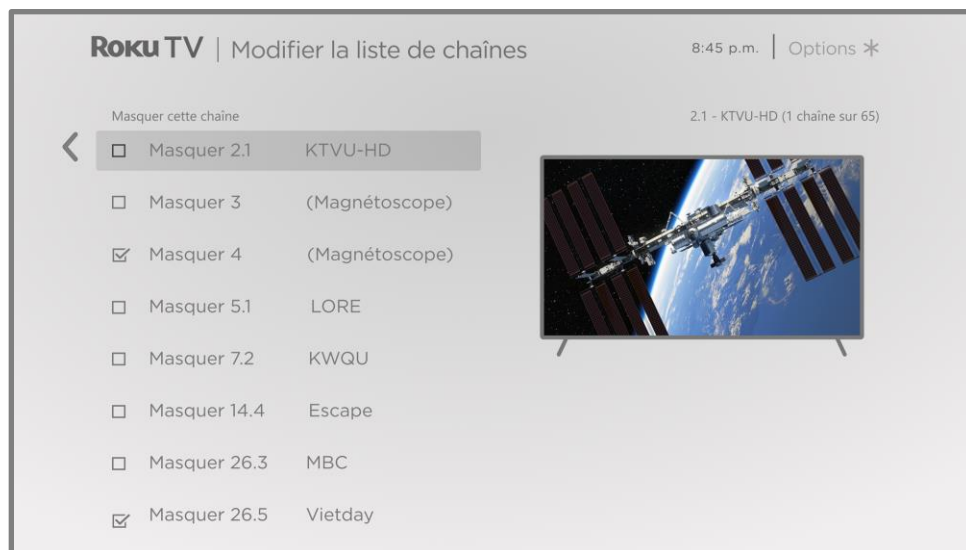 Roku TV | Modifier la liste de chaînes 8:45 p.m. | Options *
Masquer cette chaîne 2.1 - KTVU-HD (1 chaîne sur 65)
Masquer 2.1 KTVU-HD
Masquer 3 (Magnétoscope)
Masquer 4 (Magnétoscope)
Masquer 5.1 LORE
Masquer 7.2 KWQU
Masquer 14.4 Escape
Masquer 26.3 MBC
Masquer 26.5 Vietday